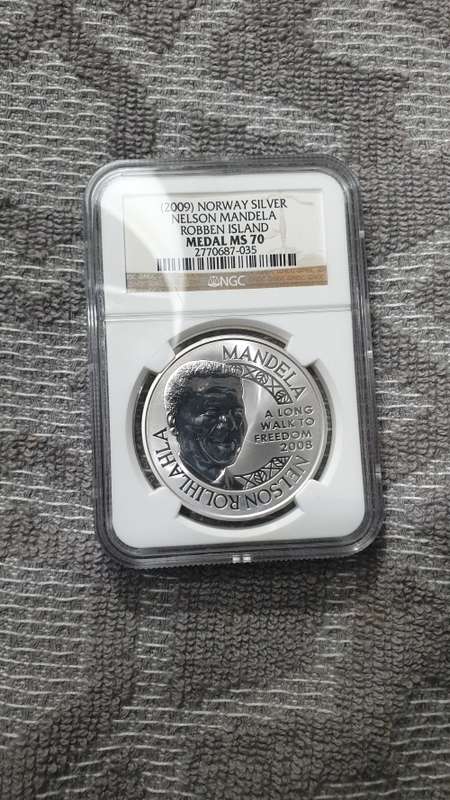 (2009) NORWAY SILVER
NELSON MANDELA
ROBBEN ISLAND
MEDAL MS 70
2770687-035
NGC
NELSON ROLIHLAHLA MANDELA
A LONG
WALK TO
FREEDOM
2008